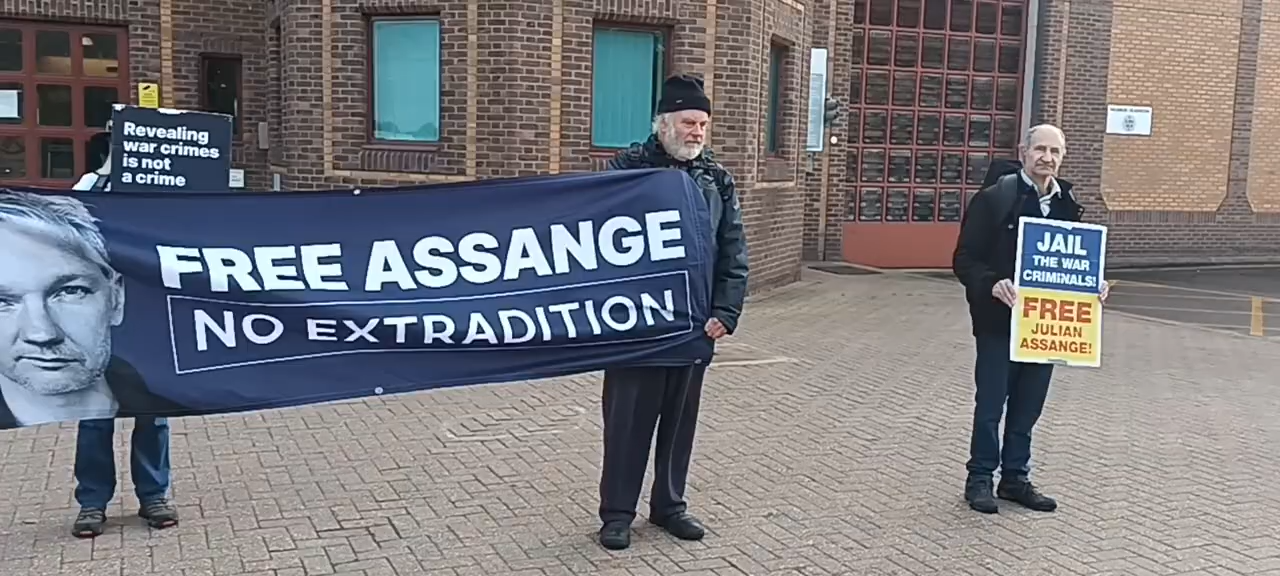 Revealing
war crimes
is not
a crime
FREE ASSANGE
NO EXTRADITION
JAIL
THE WAR
CRIMINALS!
FREE
JULIAN
ASSANGE!